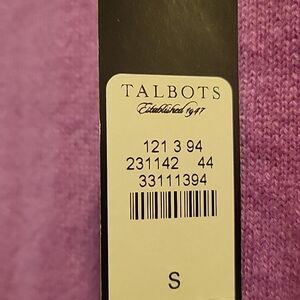 TALBOTS
Established 1947
121 3 94
231142 44
33111394
S